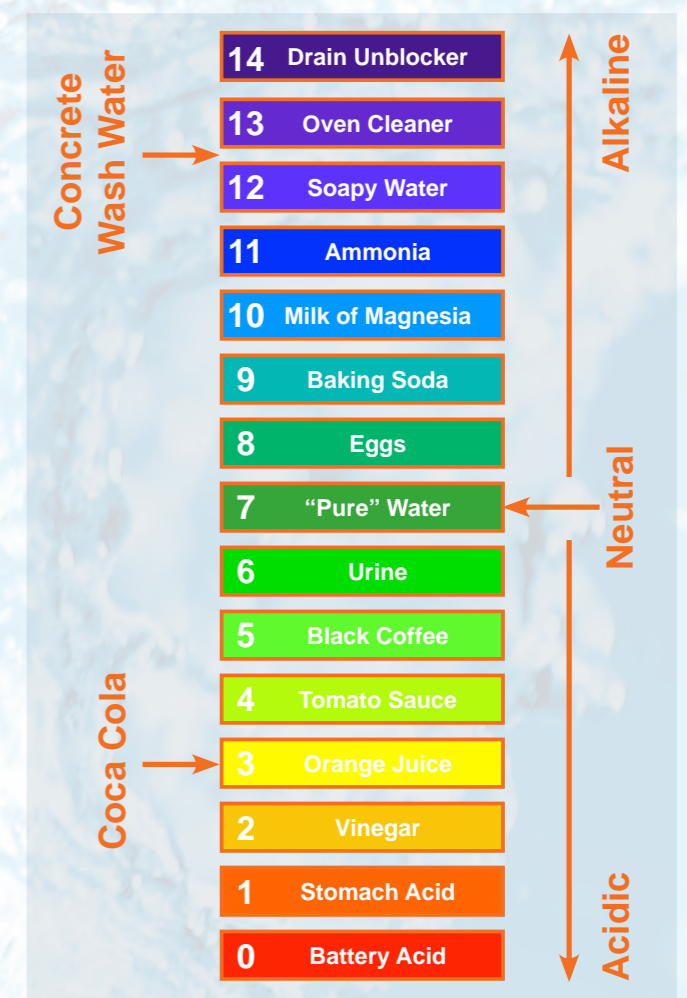 Concrete
Wash Water
Coca Cola
14 Drain Unblocker
13 Oven Cleaner
12 Soapy Water
11 Ammonia
10 Milk of Magnesia
9 Baking Soda
8 Eggs
7 “Pure” Water
6 Urine
5 Black Coffee
4 Tomato Sauce
3 Orange Juice
2 Vinegar
1 Stomach Acid
0 Battery Acid
Alkaline
Neutral
Acidic